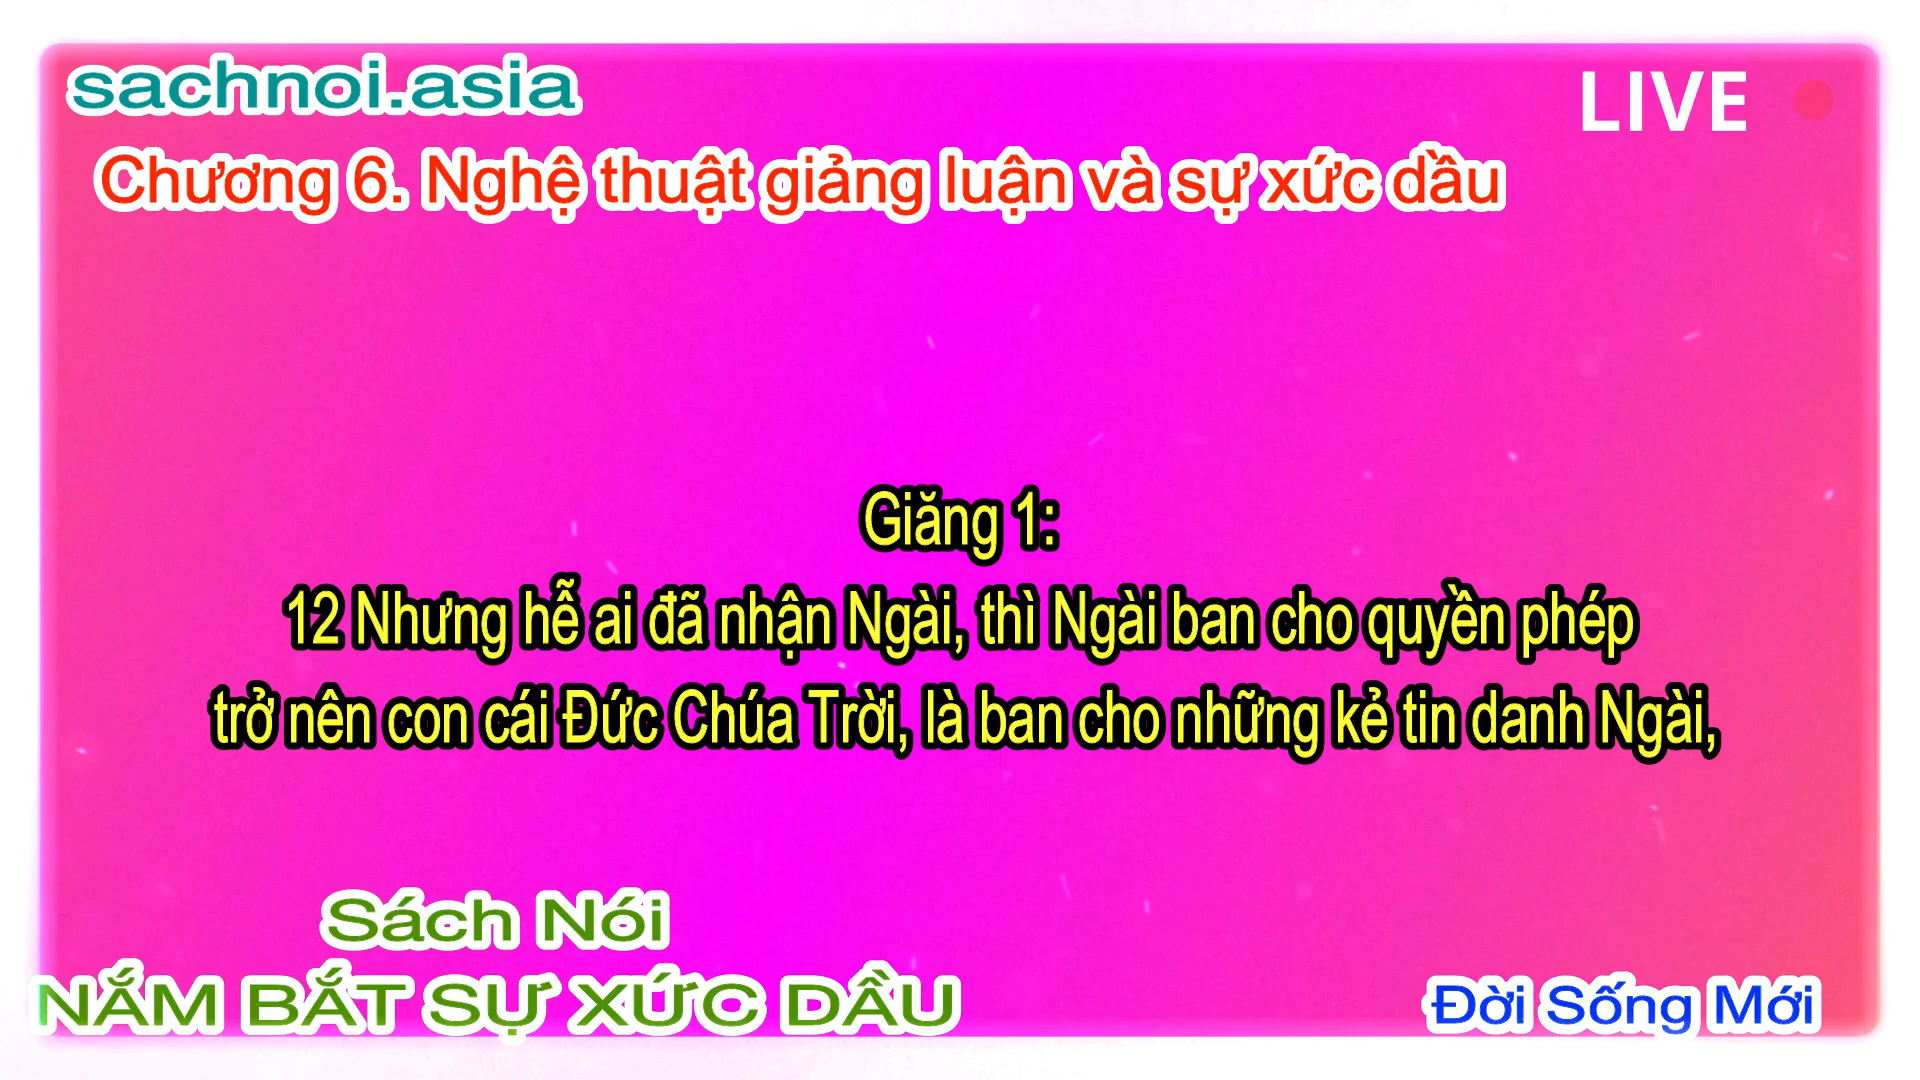 sachnoi.asia
LIVE
Chương 6. Nghệ thuật giảng luận và sự xức dầu
Giăng 1:
12 Nhưng hễ ai đã nhận Ngài, thì Ngài ban cho quyền phép
trở nên con cái Đức Chúa Trời, là ban cho những kẻ tin danh Ngài,
Sách Nói
NẮM BẮT SỰ XỨC DẦU
Đời Sống Mới